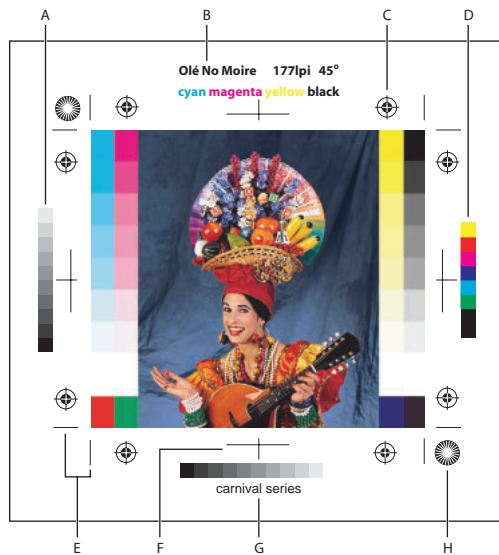 A B C D
Olé No Moire 177lpi 45°
cyan magenta yellow black
carnival series
E F G H